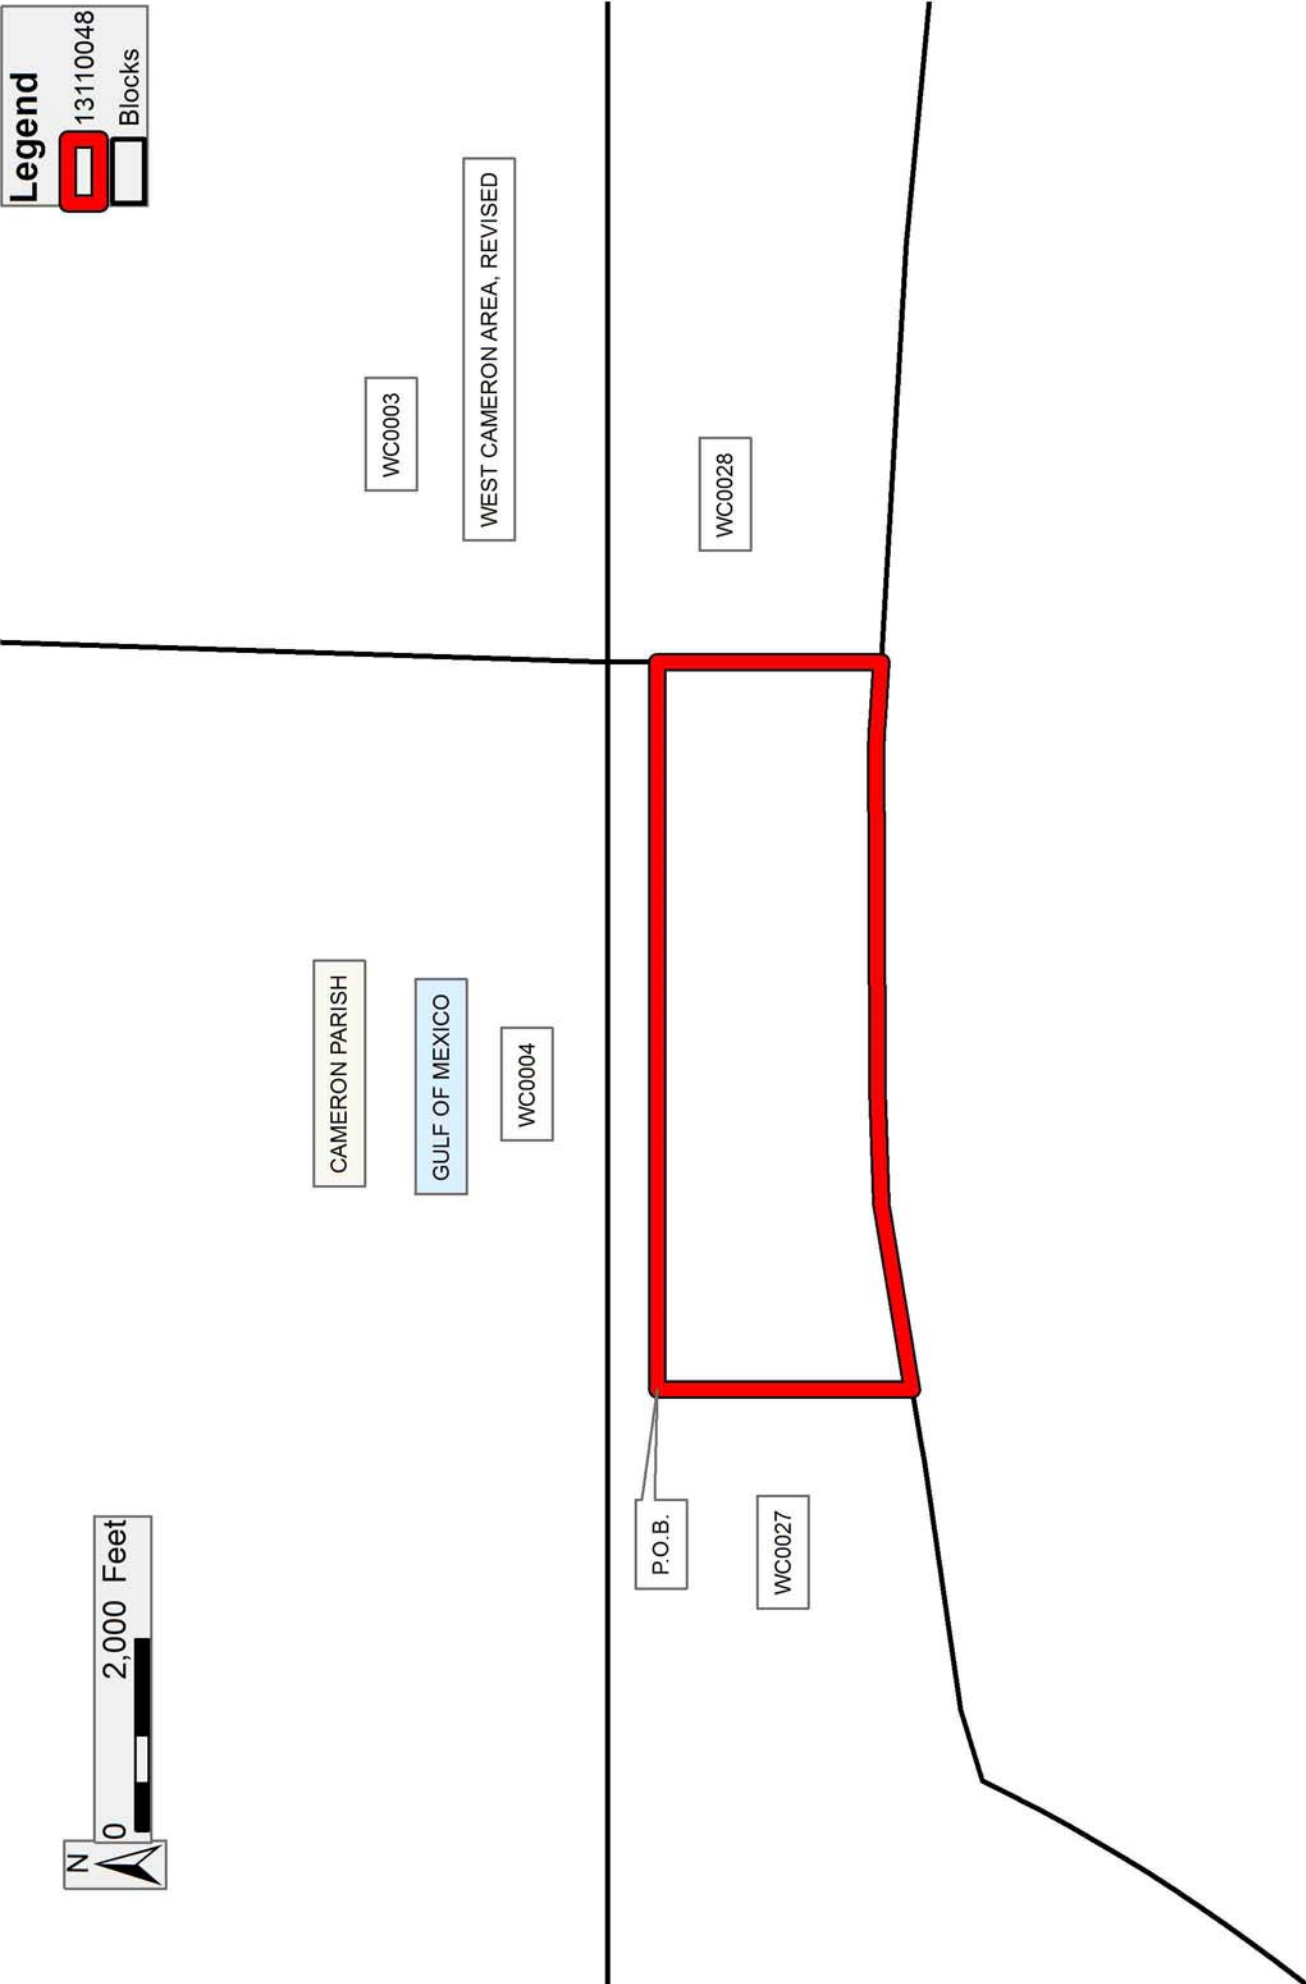 Legend
13110048
Blocks
N
0 2,000 Feet
CAMERON PARISH
GULF OF MEXICO
WC0004
WC0003
WEST CAMERON AREA, REVISED
P.O.B.
WC0027
WC0028